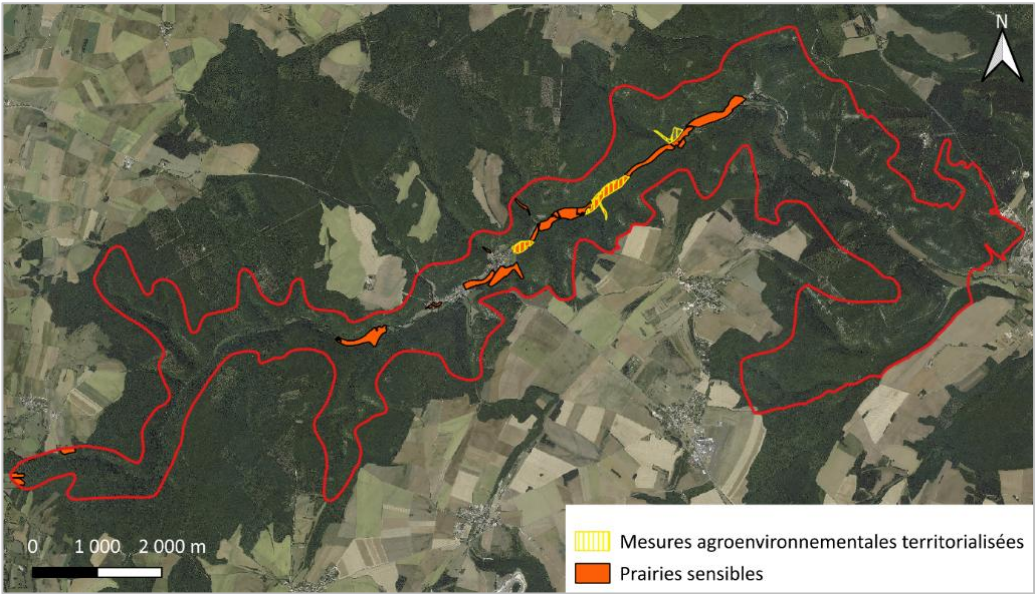 N
0 1 000 2 000 m
Mesures agroenvironnementales territorialisées
Prairies sensibles